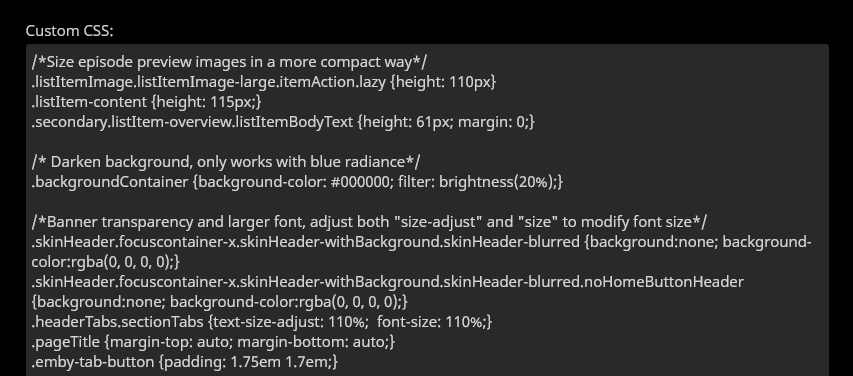 Custom CSS:
/*Size episode preview images in a more compact way*/
.listItemImage.listItemImage-large.itemAction.lazy {height: 110px}
.listItem-content {height: 115px;}
.secondary.listItem-overview.listItemBodyText {height: 61px; margin: 0;}
/* Darken background, only works with blue radiance*/
.backgroundContainer {background-color: #000000; filter: brightness(20%);}
/*Banner transparency and larger font, adjust both "size-adjust" and "size" to modify font size*/
.skinHeader.focuscontainer-x.skinHeader-withBackground.skinHeader-blurred {background:none; background-
color:rgba(0, 0, 0, 0);}
.skinHeader.focuscontainer-x.skinHeader-withBackground.skinHeader-blurred.noHomeButtonHeader
{background:none; background-color:rgba(0, 0, 0, 0);}
.headerTabs.sectionTabs {text-size-adjust: 110%;  font-size: 110%;}
.pageTitle {margin-top: auto; margin-bottom: auto;}
.emby-tab-button {padding: 1.75em 1.7em;}